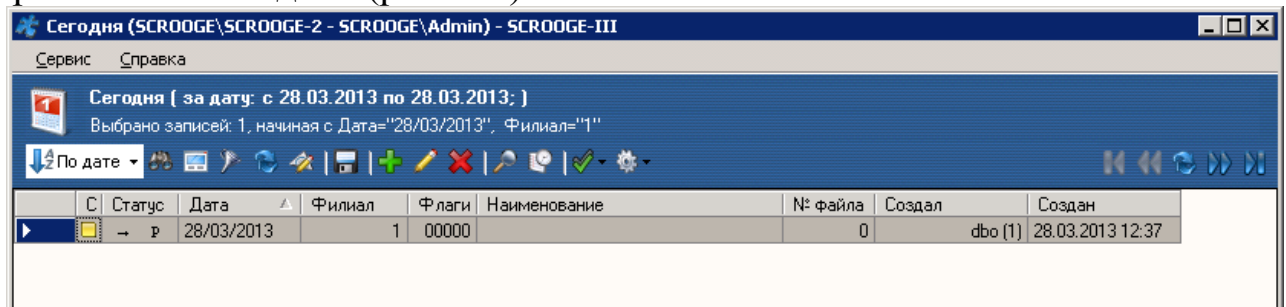 Сегодня (SCROOGE\SCROOGE-2 - SCROOGE\Admin) - SCROOGE-III
Сервис Справка
Сегодня ( за дату: с 28.03.2013 по 28.03.2013; )
Выбрано записей: 1, начиная с Дата="28/03/2013", Филиал="1"
По дате
С Статус Дата Филиал Флаги Наименование № файла Создал Создан
→ P 28/03/2013 1 00000 0 dbo (1) 28.03.2013 12:37